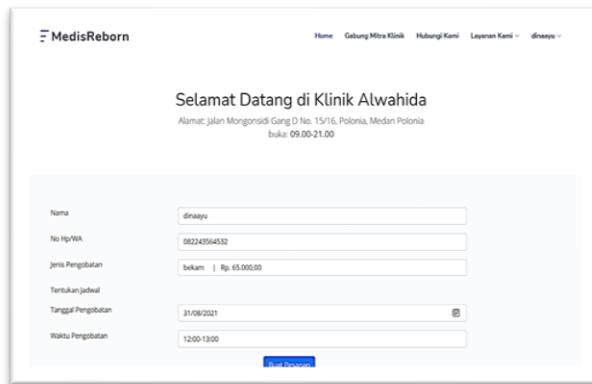 MedisReborn
Home Gabung Mitra Klinik Hubungi Kami Layanan Kami dinaayu
Selamat Datang di Klinik Alwahida
Alamat: Jalan Mongonsidi Gang D No. 15/16, Polonia, Medan Polonia
buka: 09.00-21.00
Nama dinaayu
No Hp/WA 082243564532
Jenis Pengobatan bekam | Rp. 65.000,00
Tentukan Jadwal
Tanggal Pengobatan 31/08/2021
Waktu Pengobatan 12:00-13:00
Buat Pesanan